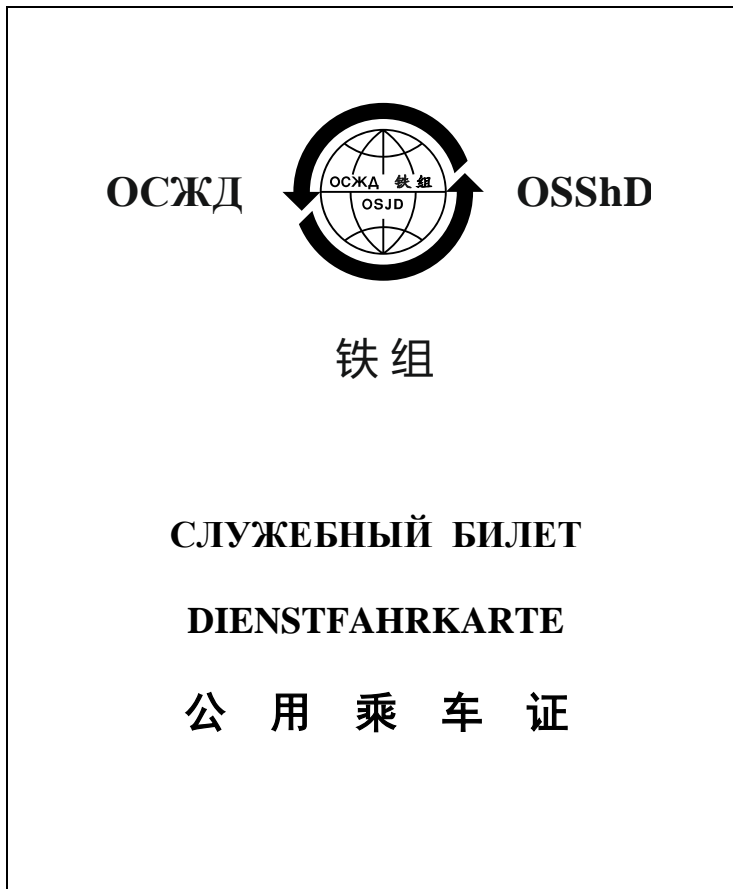 ОСЖД
ОСЖД 铁组
OSJD
OSShD
铁组
СЛУЖЕБНЫЙ БИЛЕТ
DIENSTFAHRKARTE
公用乘车证